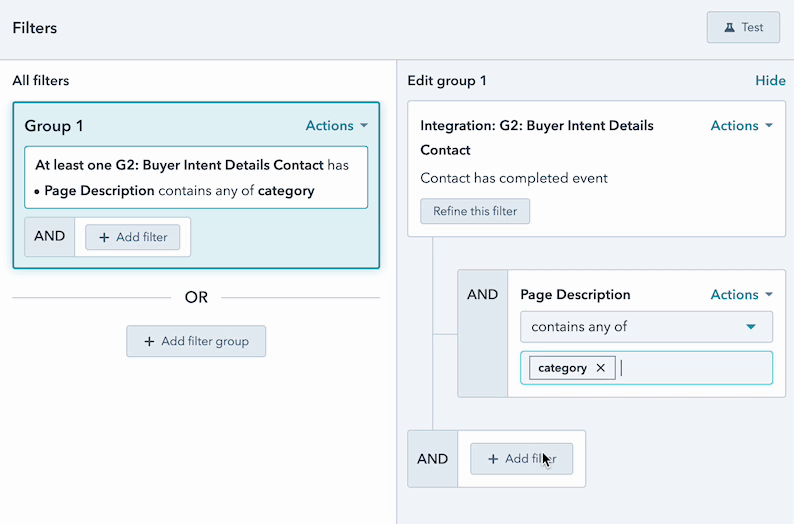 Filters
Test
All filters
Group 1
Actions
At least one G2: Buyer Intent Details Contact has
• Page Description contains any of category
AND
+ Add filter
OR
+ Add filter group
Edit group 1
Hide
Integration: G2: Buyer Intent Details
Contact
Actions
Contact has completed event
Refine this filter
AND
Page Description
Actions
contains any of
category ×
AND
+ Add filter